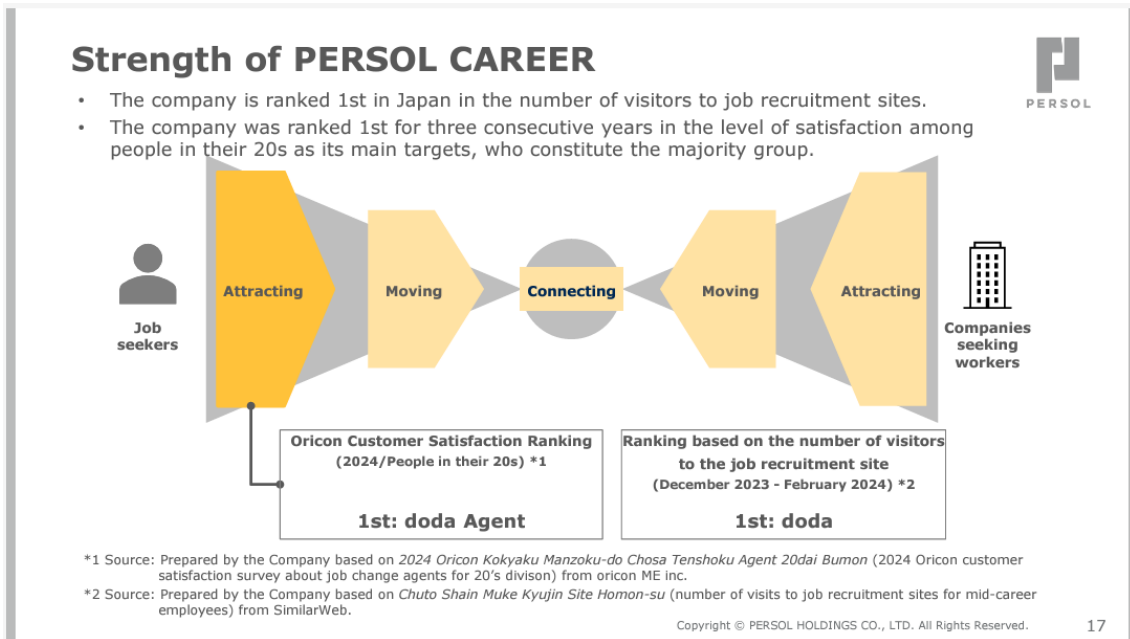 Strength of PERSOL CAREER
PERSOL
• The company is ranked 1st in Japan in the number of visitors to job recruitment sites.
• The company was ranked 1st for three consecutive years in the level of satisfaction among
people in their 20s as its main targets, who constitute the majority group.
Job
seekers
Attracting
Moving
Connecting
Moving
Attracting
Companies
seeking
workers
Oricon Customer Satisfaction Ranking
(2024/People in their 20s) *1
1st: doda Agent
Ranking based on the number of visitors
to the job recruitment site
(December 2023 - February 2024) *2
1st: doda
*1 Source: Prepared by the Company based on 2024 Oricon Kokyaku Manzoku-do Chosa Tenshoku Agent 20dai Bumon (2024 Oricon customer
satisfaction survey about job change agents for 20's divison) from oricon ME inc.
*2 Source: Prepared by the Company based on Chuto Shain Muke Kyujin Site Homon-su (number of visits to job recruitment sites for mid-career
employees) from SimilarWeb.
Copyright © PERSOL HOLDINGS CO., LTD. All Rights Reserved.
17